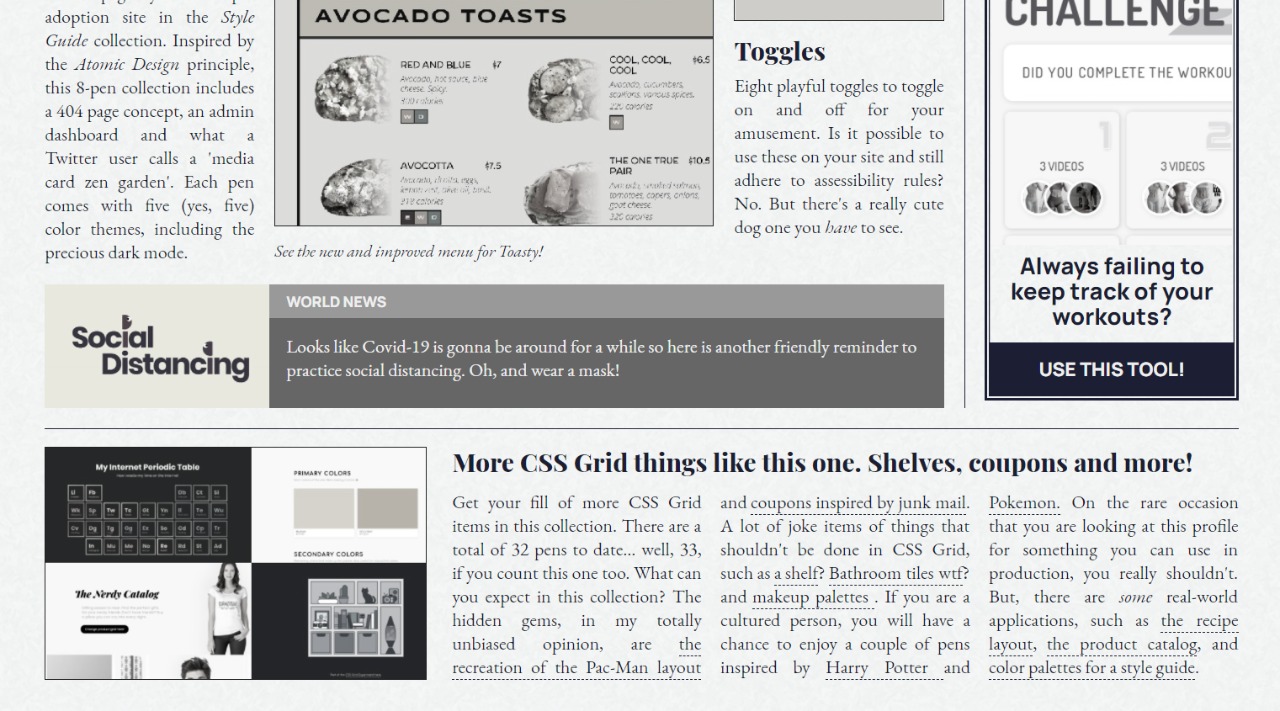 adoption site in the Style
Guide collection. Inspired by
the Atomic Design principle,
this 8-pen collection includes
a 404 page concept, an admin
dashboard and what a
Twitter user calls a 'media
card zen garden'. Each pen
comes with five (yes, five)
color themes, including the
precious dark mode.
AVOCADO TOASTS
RED AND BLUE $7
Avocado, hot sauce, blue
cheese. Spicy.
300 calories
COOL, COOL, $6.5
COOL
Avocado, cucumbers,
scallions, various spices.
225 calories
AVOCOTTA $7.5
THE ONE TRUE $10.5
PAIR
Avocado, smoked salmon,
tomatoes, capers, onions,
goat cheese.
320 calories
See the new and improved menu for Toasty!
Toggles
Eight playful toggles to toggle
on and off for your
amusement. Is it possible to
use these on your site and still
adhere to assessibility rules?
No. But there's a really cute
dog one you have to see.
CHALLENGE
DID YOU COMPLETE THE WORKOU
1
3 VIDEOS
2
3 VIDEOS
Always failing to
keep track of your
workouts?
USE THIS TOOL!
Social
Distancing
WORLD NEWS
Looks like Covid-19 is gonna be around for a while so here is another friendly reminder to
practice social distancing. Oh, and wear a mask!
My Internet Periodic Table
PRIMARY COLORS
SECONDARY COLORS
The Nerdy Catalog
More CSS Grid things like this one. Shelves, coupons and more!
Get your fill of more CSS Grid
items in this collection. There are a
total of 32 pens to date... well, 33,
if you count this one too. What can
you expect in this collection? The
hidden gems, in my totally
unbiased opinion, are the
recreation of the Pac-Man layout
and coupons inspired by junk mail.
A lot of joke items of things that
shouldn't be done in CSS Grid,
such as a shelf? Bathroom tiles wtf?
and makeup palettes . If you are a
cultured person, you will have a
chance to enjoy a couple of pens
inspired by Harry Potter and
Pokemon. On the rare occasion
that you are looking at this profile
for something you can use in
production, you really shouldn't.
But, there are some real-world
applications, such as the recipe
layout, the product catalog, and
color palettes for a style guide.